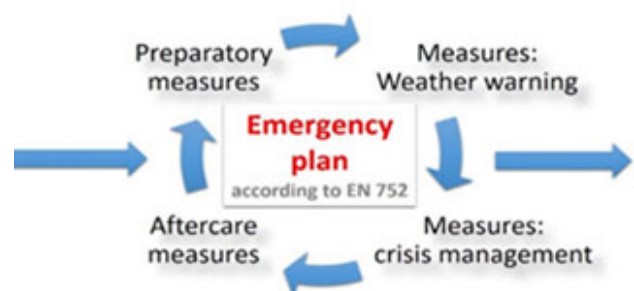 Preparatory
measures
Measures:
Weather warning
Emergency
plan
according to EN 752
Aftercare
measures
Measures:
crisis management